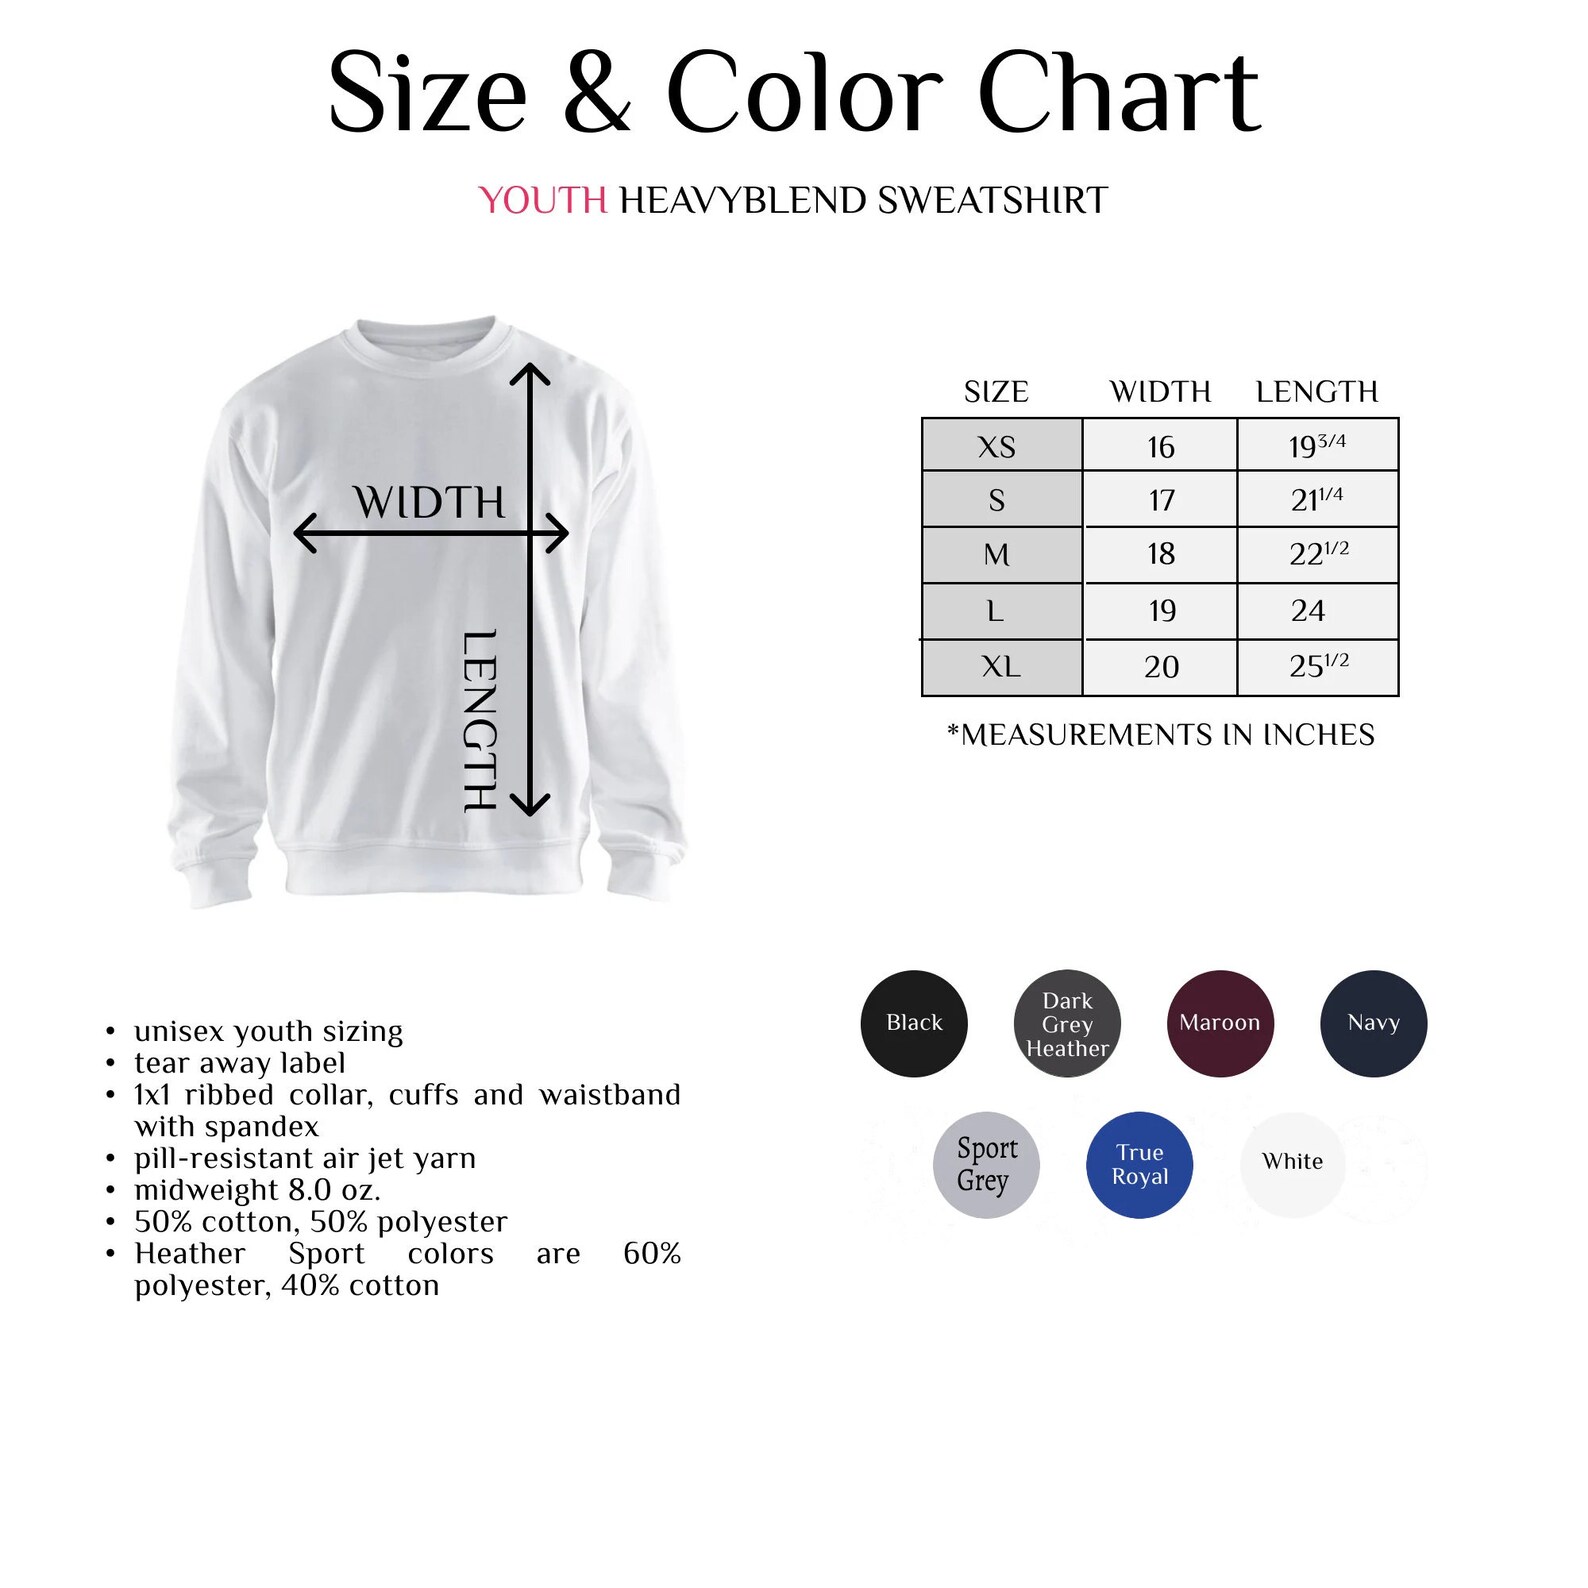 Size & Color Chart
YOUTH HEAVYBLEND SWEATSHIRT
WIDTH
LENGTH
SIZE WIDTH LENGTH
XS 16 19 3/4
S 17 21 1/4
M 18 22 1/2
L 19 24
XL 20 25 1/2
*MEASUREMENTS IN INCHES
• unisex youth sizing
• tear away label
• 1x1 ribbed collar, cuffs and waistband
with spandex
• pill-resistant air jet yarn
• midweight 8.0 oz.
• 50% cotton, 50% polyester
• Heather Sport colors are 60%
polyester, 40% cotton
Black
Dark
Grey
Heather
Maroon
Navy
Sport
Grey
True
Royal
White